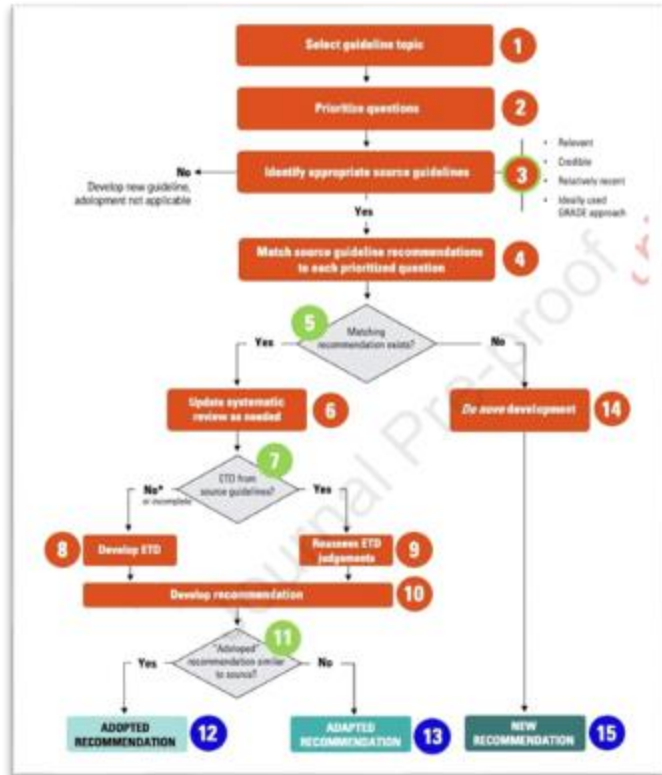 Select guideline topic
1
Prioritize questions
2
Identify appropriate source guidelines
3
• Relevant
• Credible
• Relatively recent
• Ideally used
GRADE approach
No
Develop new guideline,
adolopment not applicable
Yes
Match source guideline recommendations
to each prioritized question
4
5
Matching
recommendation exists?
Yes
No
Update systematic
review as needed
6
De novo development
14
7
ETD from
source guidelines?
No*
or incomplete
Yes
8
Develop ETD
Reassess ETD
judgements
9
Develop recommendation
10
11
"Adoloped"
recommendation similar
to source?
Yes
No
ADOPTED
RECOMMENDATION
12
ADAPTED
RECOMMENDATION
13
NEW
RECOMMENDATION
15
Journal Pre-proof